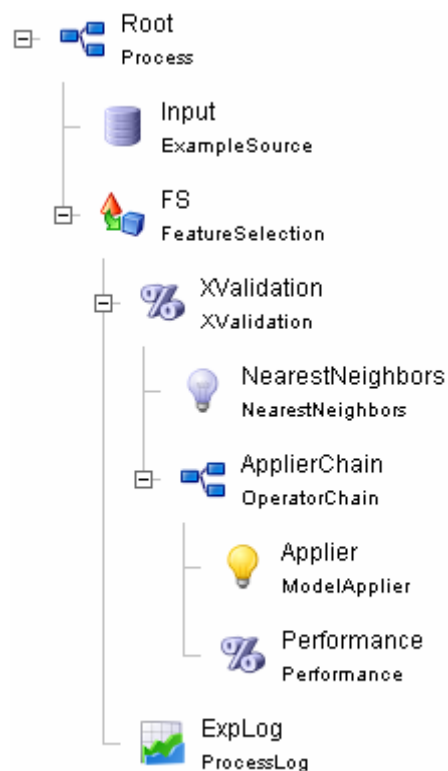 Root
Process
Input
ExampleSource
FS
FeatureSelection
XValidation
XValidation
NearestNeighbors
NearestNeighbors
ApplierChain
OperatorChain
Applier
ModelApplier
Performance
Performance
ExpLog
ProcessLog